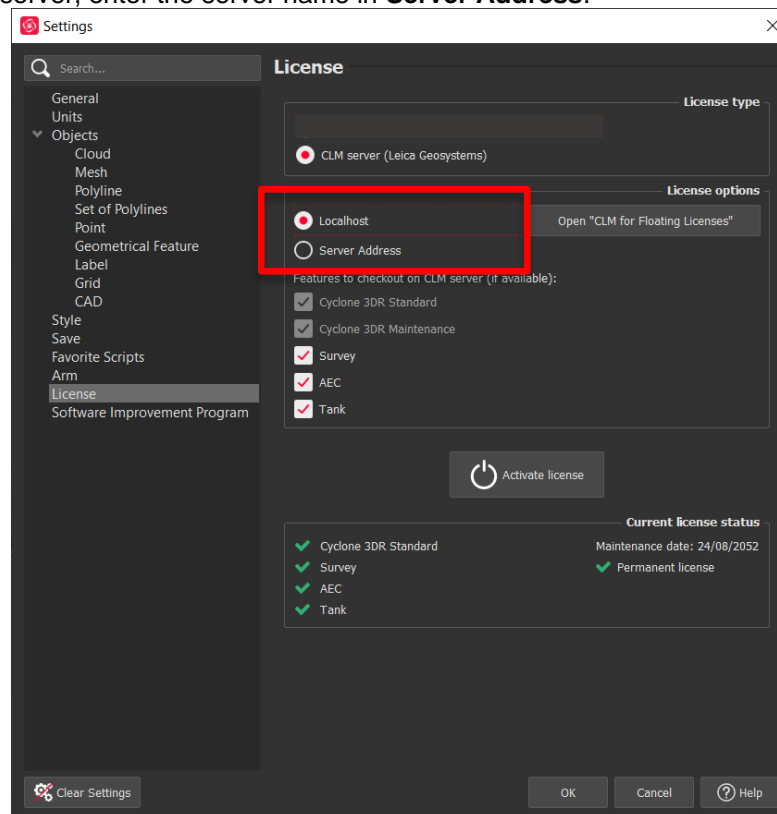 server, enter the server name in Server Address.
Settings
Search...
License
General
Units
Objects
Cloud
Mesh
Polyline
Set of Polylines
Point
Geometrical Feature
Label
Grid
CAD
Style
Save
Favorite Scripts
Arm
License
Software Improvement Program
License type
CLM server (Leica Geosystems)
License options
Localhost
Open "CLM for Floating Licenses"
Server Address
Features to checkout on CLM server (if available):
Cyclone 3DR Standard
Cyclone 3DR Maintenance
Survey
AEC
Tank
Activate license
Current license status
Cyclone 3DR Standard
Maintenance date: 24/08/2052
Survey
Permanent license
AEC
Tank
Clear Settings
OK
Cancel
Help